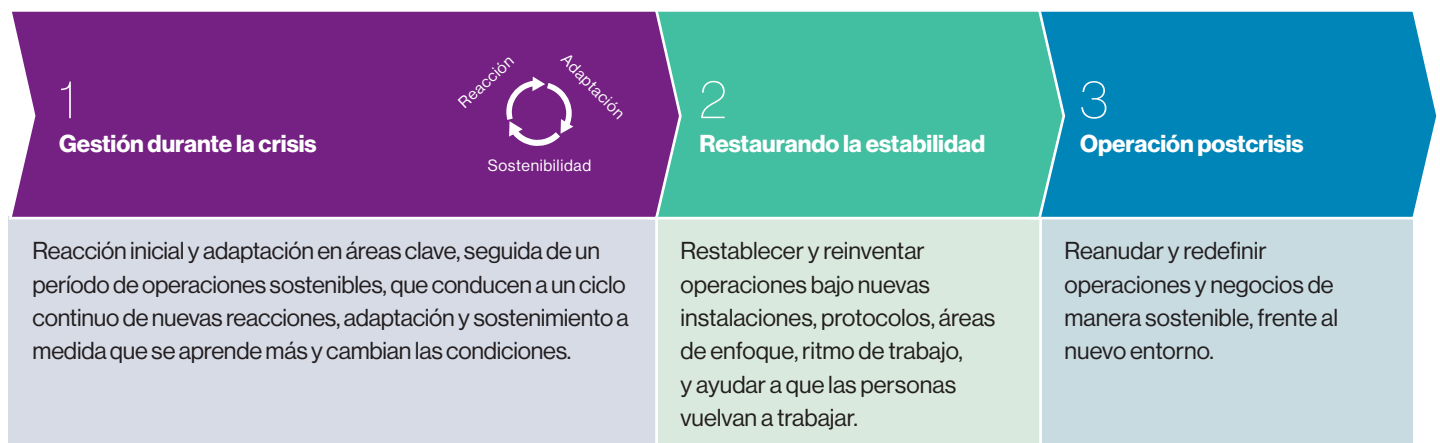 1
Gestión durante la crisis
Reacción
Adaptación
Sostenibilidad
Reacción inicial y adaptación en áreas clave, seguida de un
período de operaciones sostenibles, que conducen a un ciclo
continuo de nuevas reacciones, adaptación y sostenimiento a
medida que se aprende más y cambian las condiciones.
2
Restaurando la estabilidad
Restablecer y reinventar
operaciones bajo nuevas
instalaciones, protocolos, áreas
de enfoque, ritmo de trabajo,
y ayudar a que las personas
vuelvan a trabajar.
3
Operación postcrisis
Reanudar y redefinir
operaciones y negocios de
manera sostenible, frente al
nuevo entorno.